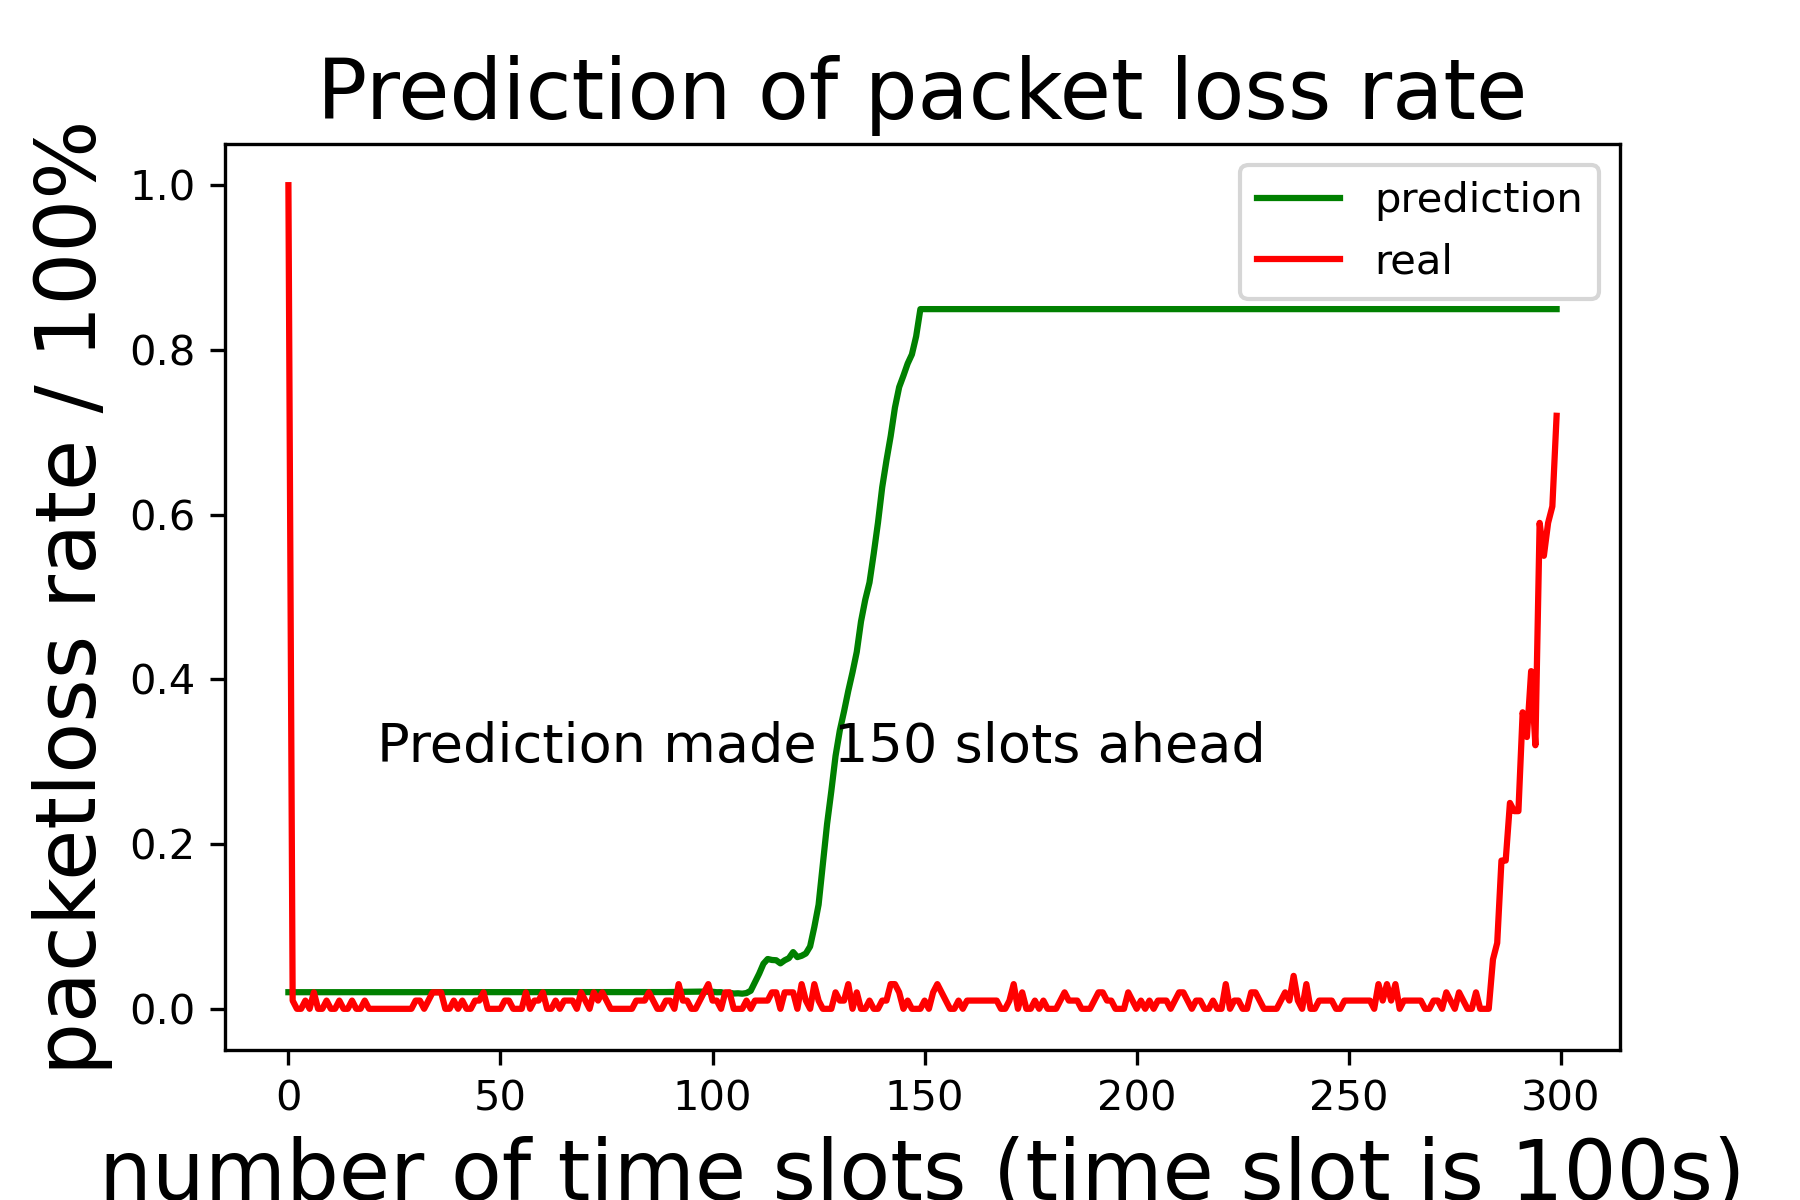 Prediction of packet loss rate
packetloss rate / 100%
1.0
0.8
0.6
0.4
0.2
0.0
prediction
real
Prediction made 150 slots ahead
0 50 100 150 200 250 300
number of time slots (time slot is 100s)